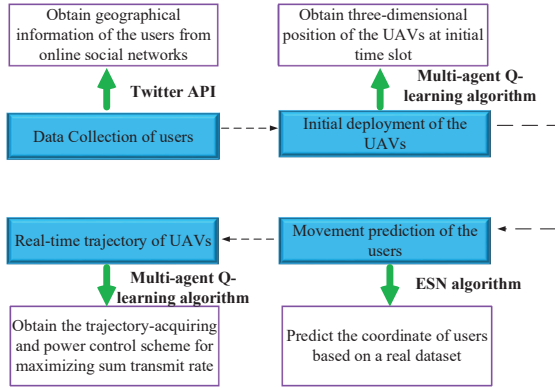 Obtain geographical
information of the users from
online social networks
Obtain three-dimensional
position of the UAVs at initial
time slot
Twitter API
Multi-agent Q-
learning algorithm
Data Collection of users
Initial deployment of the
UAVs
Real-time trajectory of UAVs
Movement prediction of the
users
Multi-agent Q-
learning algorithm
ESN algorithm
Obtain the trajectory-acquiring
and power control scheme for
maximizing sum transmit rate
Predict the coordinate of users
based on a real dataset